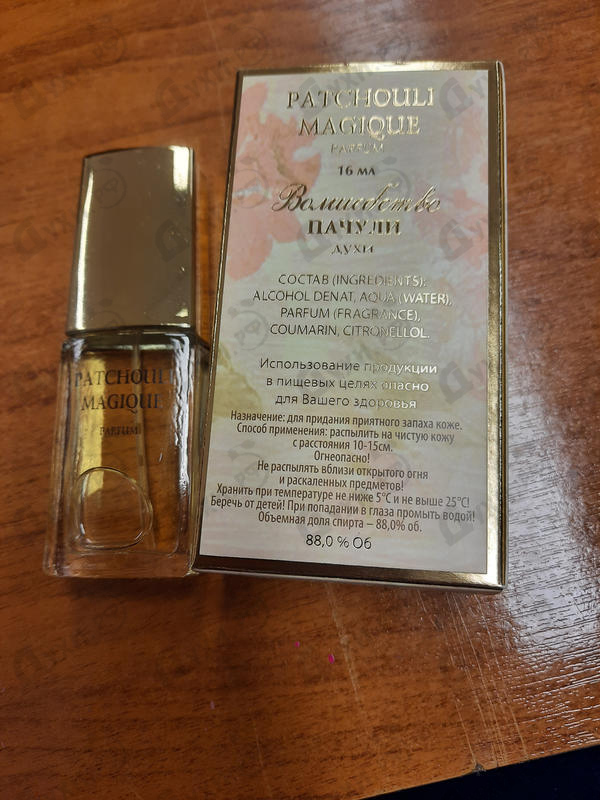 PATCHOULI
MAGIQUE
PARFUM
PATCHOULI
MAGIQUE
PARFUM
16 мл
Волшебство
ПАЧУЛИ
ДУХИ
СОСТАВ (INGREDIENTS):
ALCOHOL DENAT, AQUA (WATER),
PARFUM (FRAGRANCE),
COUMARIN, CITRONELLOL.
Использование продукции
в пищевых целях опасно
для Вашего здоровья
Назначение: для придания приятного запаха коже.
Способ применения: распылить на чистую кожу
с расстояния 10-15см.
Огнеопасно!
Не распылять вблизи открытого огня
и раскаленных предметов!
Хранить при температуре не ниже 5°С и не выше 25°С!
Беречь от детей! При попадании в глаза промыть водой!
Объемная доля спирта – 88,0% об.
88,0 % Об